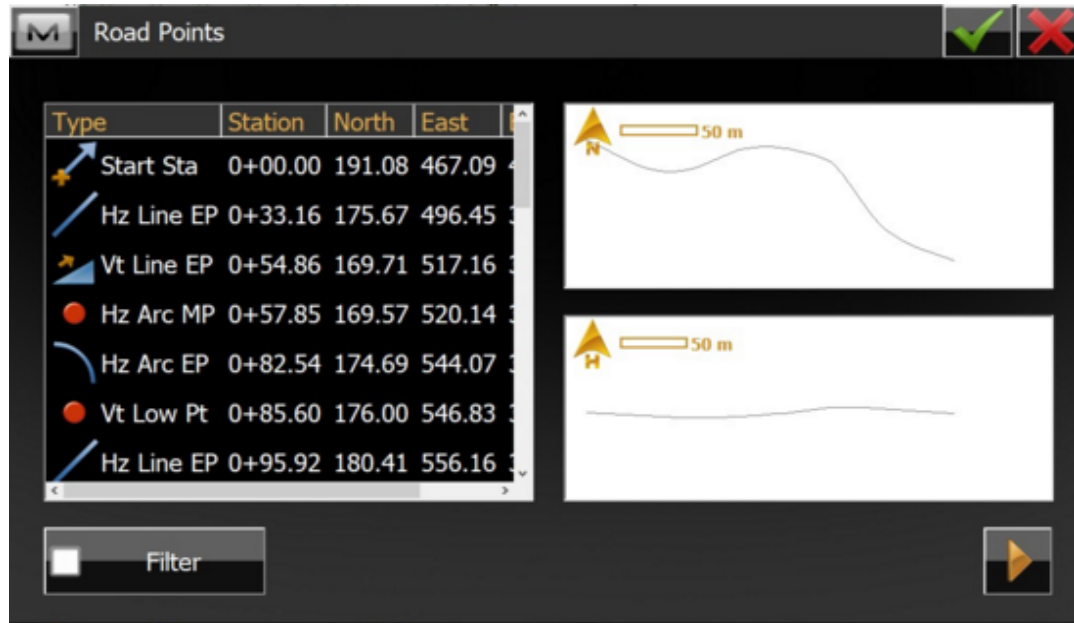 M Road Points
Type Station North East
Start Sta 0+00.00 191.08 467.09
Hz Line EP 0+33.16 175.67 496.45
Vt Line EP 0+54.86 169.71 517.16
Hz Arc MP 0+57.85 169.57 520.14
Hz Arc EP 0+82.54 174.69 544.07
Vt Low Pt 0+85.60 176.00 546.83
Hz Line EP 0+95.92 180.41 556.16
N 50 m
H 50 m
Filter